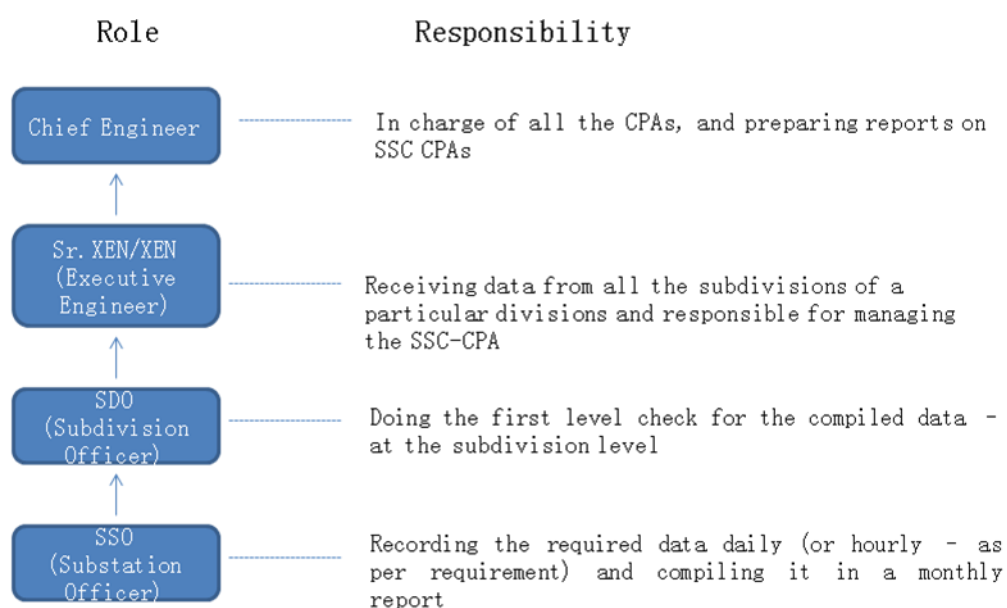 Role
Responsibility
Chief Engineer
In charge of all the CPAs, and preparing reports on
SSC CPAs
Sr. XEN/XEN
(Executive
Engineer)
Receiving data from all the subdivisions of a
particular divisions and responsible for managing
the SSC-CPA
SDO
(Subdivision
Officer)
Doing the first level check for the compiled data –
at the subdivision level
SSO
(Substation
Officer)
Recording the required data daily (or hourly – as
per requirement) and compiling it in a monthly
report